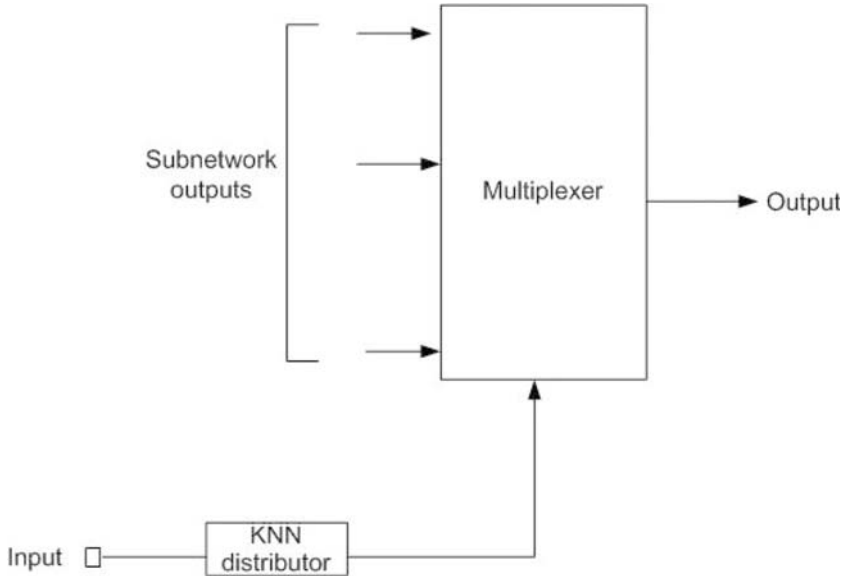 Subnetwork
outputs
Multiplexer
Output
KNN
distributor
Input